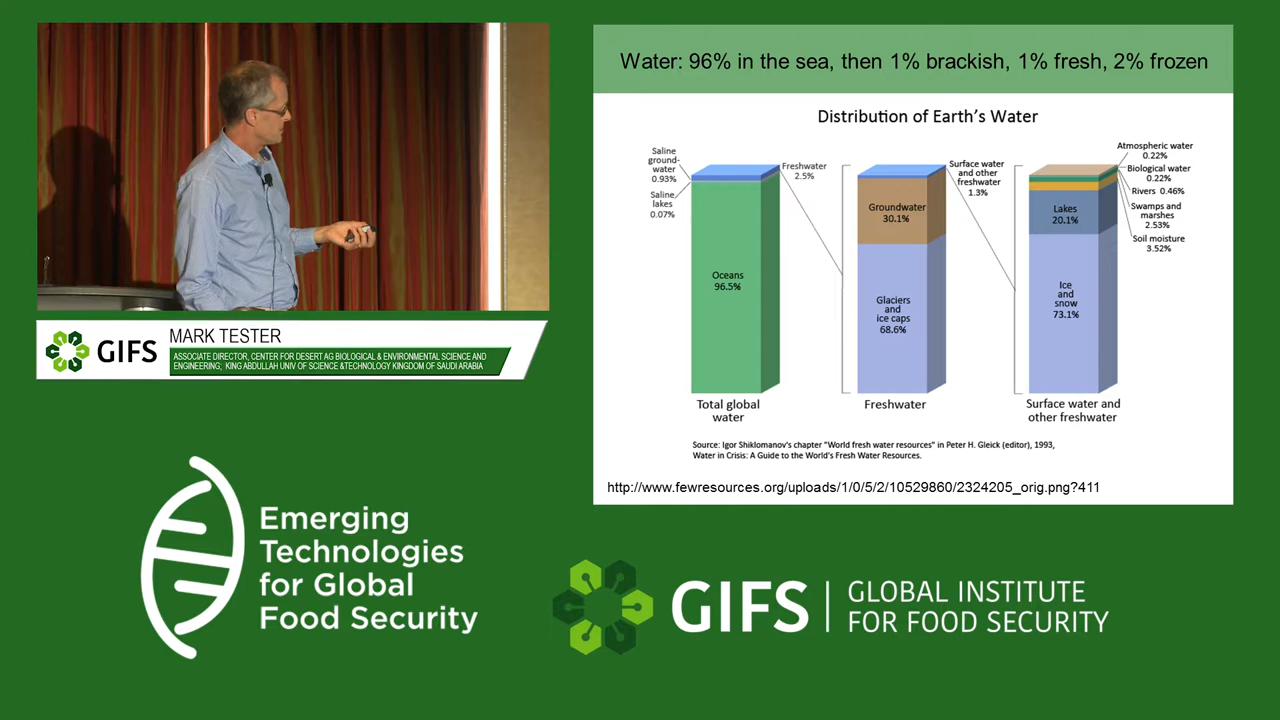 Water: 96% in the sea, then 1% brackish, 1% fresh, 2% frozen
Distribution of Earth's Water
Saline
ground-
water
0.93%
Saline
lakes
0.07%
Freshwater
2.5%
Oceans
96.5%
Total global
water
Surface water
and other
freshwater
1.3%
Groundwater
30.1%
Glaciers
and
ice caps
68.6%
Freshwater
Atmospheric water
0.22%
Biological water
0.22%
Rivers 0.46%
Swamps and
marshes
2.53%
Soil moisture
3.52%
Lakes
20.1%
Ice
and
snow
73.1%
Surface water and
other freshwater
Source: Igor Shiklomanov's chapter "World fresh water resources" in Peter H. Gleick (editor), 1993,
Water in Crisis: A Guide to the World's Fresh Water Resources.
http://www.fewresources.org/uploads/1/0/5/2/10529860/2324205_orig.png?411
GIFS
MARK TESTER
ASSOCIATE DIRECTOR, CENTER FOR DESERT AG BIOLOGICAL & ENVIRONMENTAL SCIENCE AND
ENGINEERING; KING ABDULLAH UNIV OF SCIENCE &TECHNOLOGY KINGDOM OF SAUDI ARABIA
Emerging
Technologies
for Global
Food Security
GIFS
GLOBAL INSTITUTE
FOR FOOD SECURITY